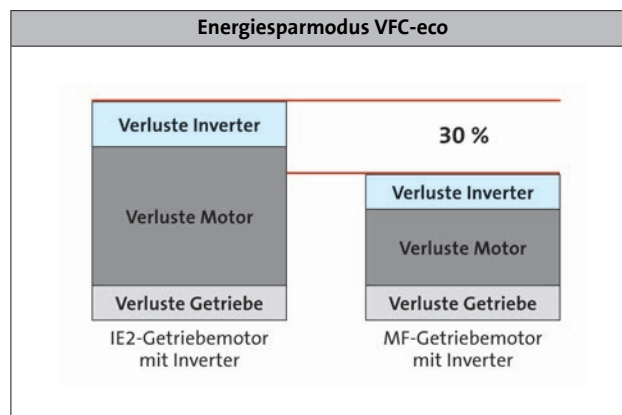 Energiesparmodus VFC-eco
Verluste Inverter
30 %
Verluste Motor
Verluste Getriebe
IE2-Getriebemotor
mit Inverter
Verluste Inverter
Verluste Motor
Verluste Getriebe
MF-Getriebemotor
mit Inverter